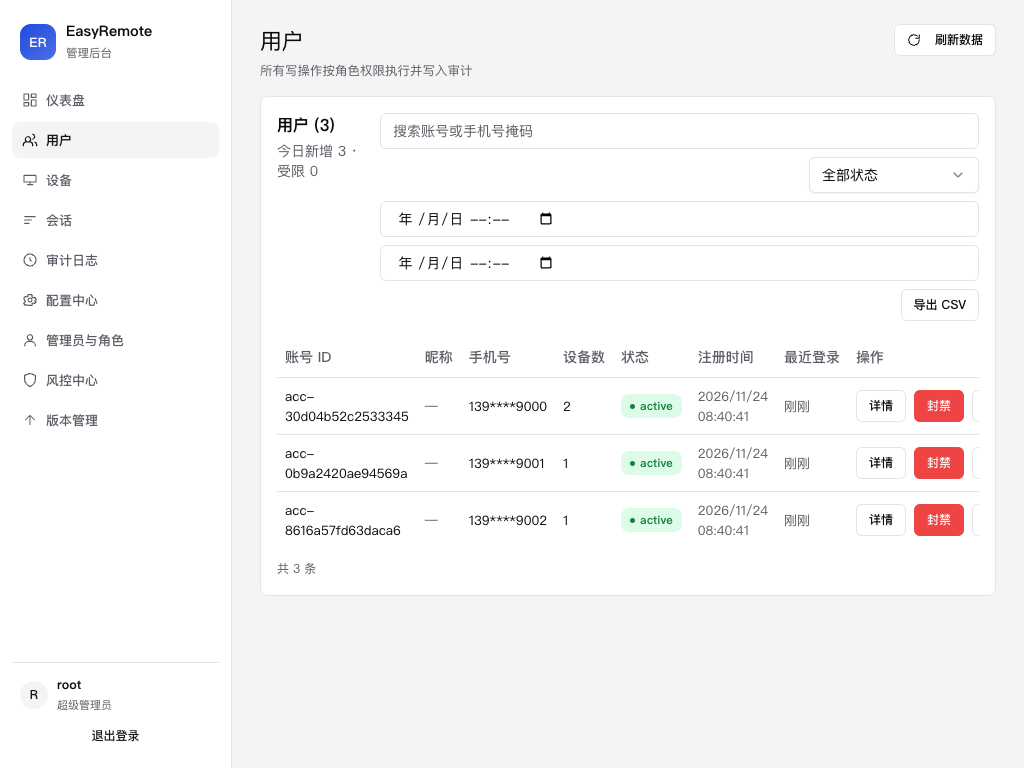 ER
EasyRemote
管理后台
仪表盘
用户
设备
会话
审计日志
配置中心
管理员与角色
风控中心
版本管理
R
root
超级管理员
退出登录
用户
所有写操作按角色权限执行并写入审计
刷新数据
用户 (3)
今日新增 3 ·
受限 0
搜索账号或手机号掩码
全部状态
年 /月/日 --:--
年 /月/日 --:--
导出 CSV
账号 ID 昵称 手机号 设备数 状态 注册时间 最近登录 操作
acc-
30d04b52c2533345 — 139****9000 2 active 2026/11/24 08:40:41 刚刚 详情 封禁
acc-
0b9a2420ae94569a — 139****9001 1 active 2026/11/24 08:40:41 刚刚 详情 封禁
acc-
8616a57fd63daca6 — 139****9002 1 active 2026/11/24 08:40:41 刚刚 详情 封禁
共 3 条